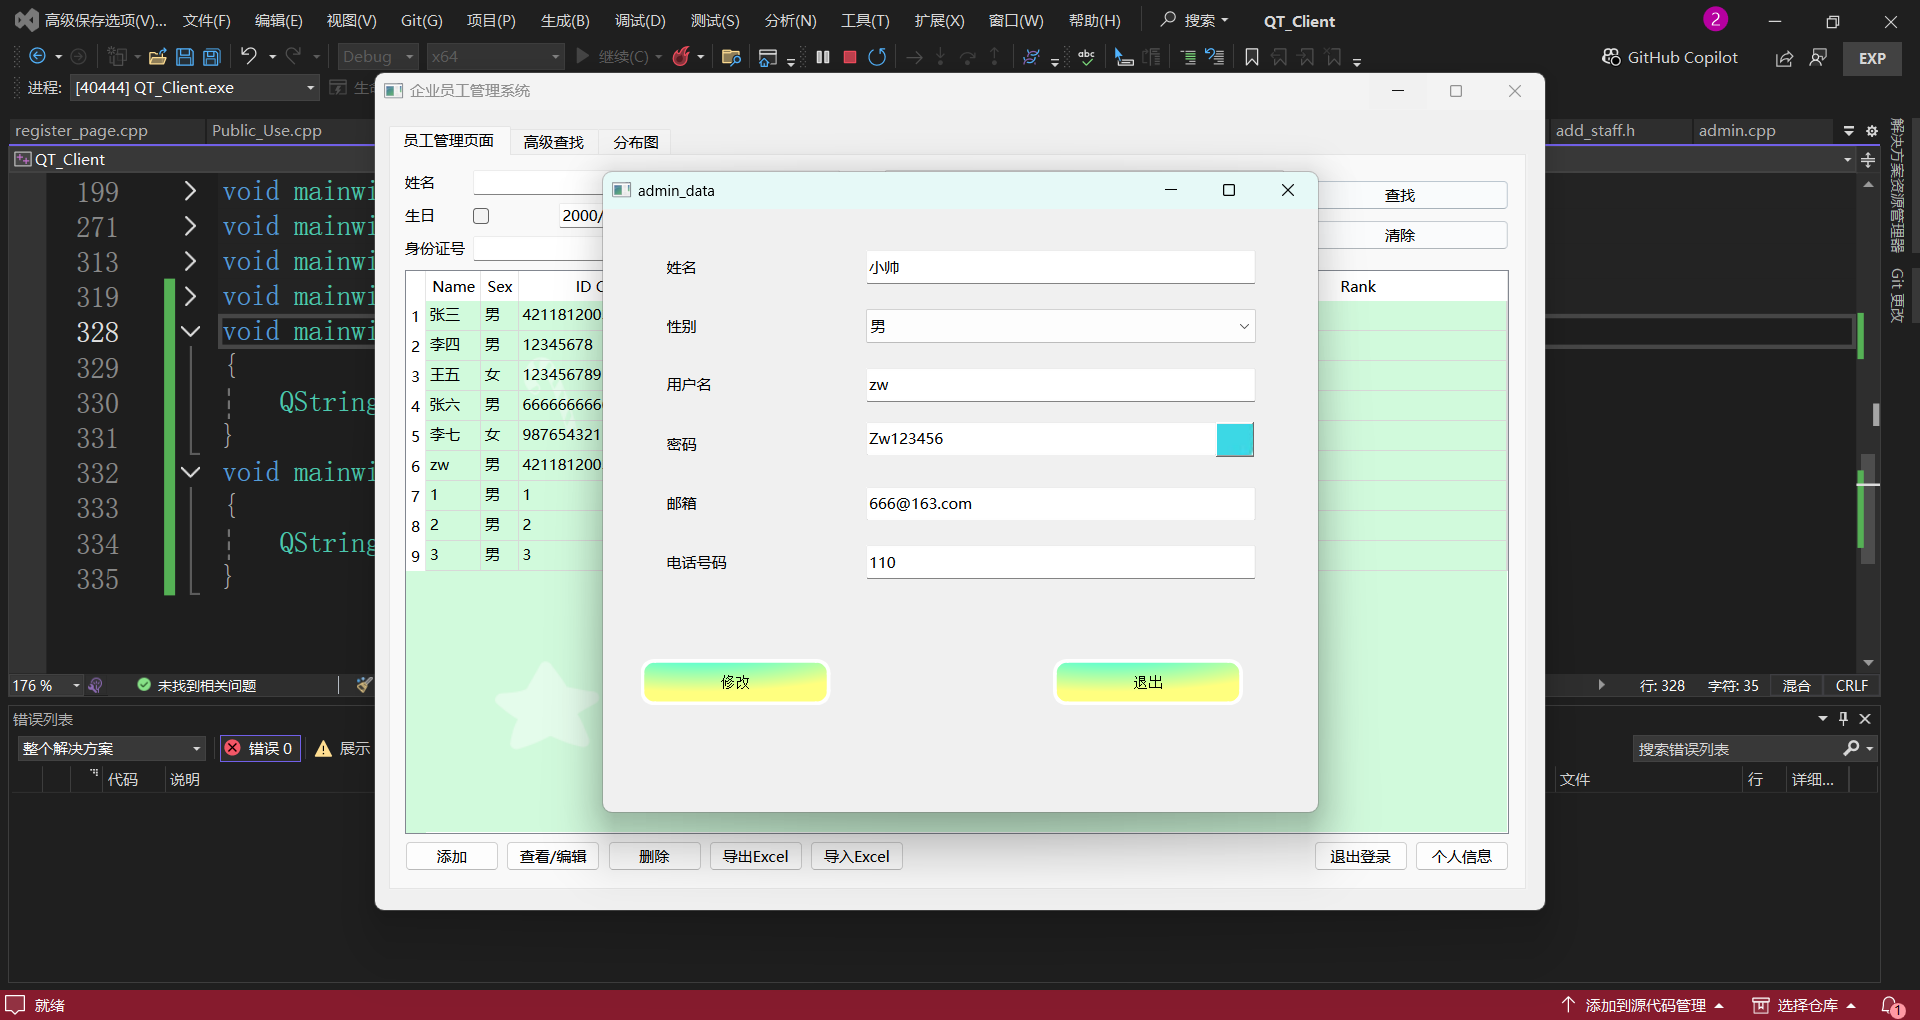 高级保存选项(V)... 文件(F) 编辑(E) 视图(V) Git(G) 项目(P) 生成(B) 调试(D) 测试(S) 分析(N) 工具(T) 扩展(X) 窗口(W) 帮助(H) 搜索 QT_Client 2
Debug x64 继续(C) abc GitHub Copilot EXP
进程: [40444] QT_Client.exe
企业员工管理系统
register_page.cpp Public_Use.cpp add_staff.h admin.cpp
QT_Client
解决方案资源管理器
Git 更改
员工管理页面 高级查找 分布图
姓名 查找
生日 2000/ 清除
身份证号
Name Sex ID Rank
1 张三 男 421181200
2 李四 男 12345678
3 王五 女 123456789
4 张六 男 666666666
5 李七 女 987654321
6 zw 男 421181200
7 1 男 1
8 2 男 2
9 3 男 3
添加 查看/编辑 删除 导出Excel 导入Excel 退出登录 个人信息
admin_data
姓名 小帅
性别 男
用户名 zw
密码 Zw123456
邮箱 666@163.com
电话号码 110
修改 退出
199 void mainwi
271 void mainwi
313 void mainwi
319 void mainwi
328 void mainwi
329 {
330 QString
331 }
332 void mainwi
333 {
334 QString
335 }
176 % 未找到相关问题 行: 328 字符: 35 混合 CRLF
错误列表
整个解决方案 错误 0 展示 搜索错误列表
代码 说明 文件 行 详细...
就绪 添加到源代码管理 选择仓库 1